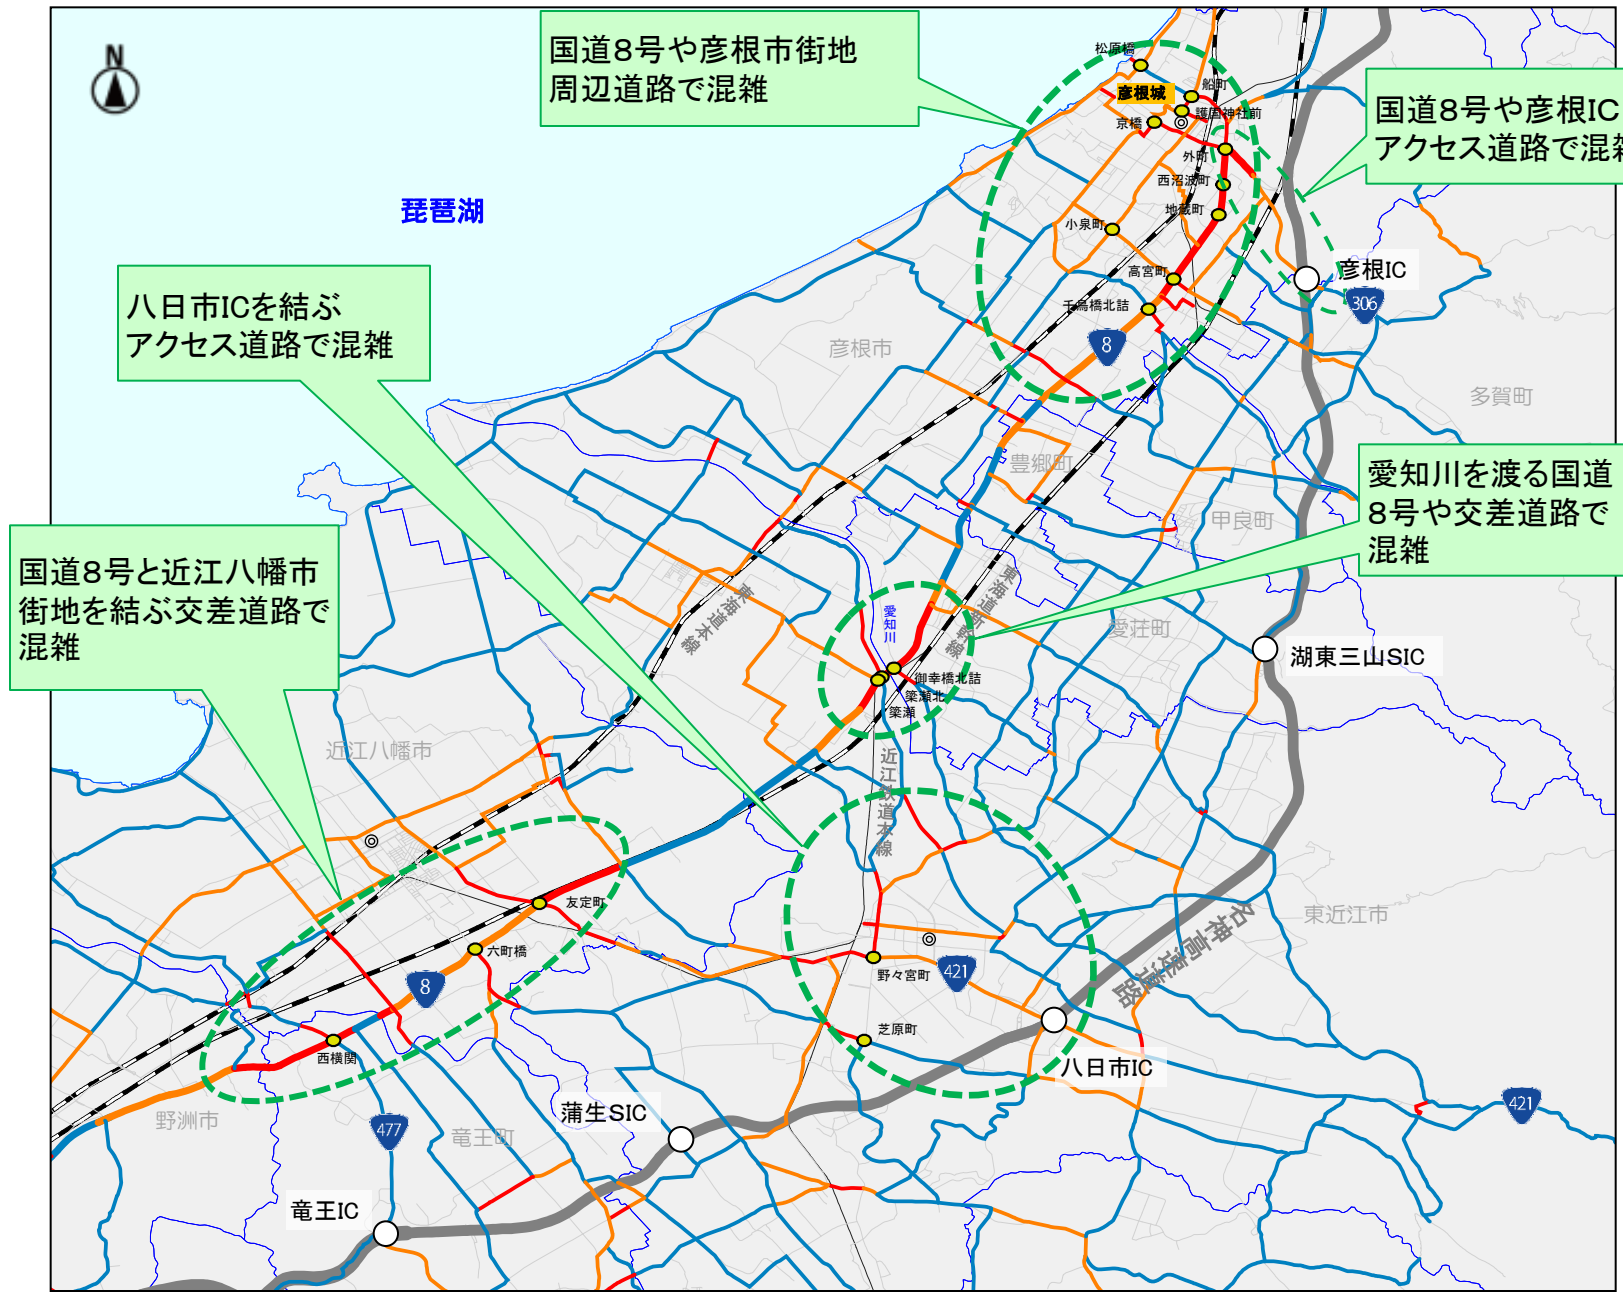 N
国道8号や彦根市街地
周辺道路で混雑
松原橋
船町
彦根城
護国神社前
京橋
外町
西沼波町
地蔵町
小泉町
高宮町
千鳥橋北詰
国道8号や彦根IC
アクセス道路で混雑
琵琶湖
彦根IC
306
8
八日市ICを結ぶ
アクセス道路で混雑
彦根市
多賀町
豊郷町
甲良町
愛知川を渡る国道
8号や交差道路で
混雑
国道8号と近江八幡市
街地を結ぶ交差道路で
混雑
東海道本線
東海道新幹線
愛知川
愛荘町
湖東三山SIC
御幸橋北詰
簗瀬北
簗瀬
近江八幡市
近江鉄道本線
友定町
六町橋
8
野々宮町
421
東近江市
名神高速道路
芝原町
西横関
八日市IC
野洲市
477
竜王町
蒲生SIC
421
竜王IC